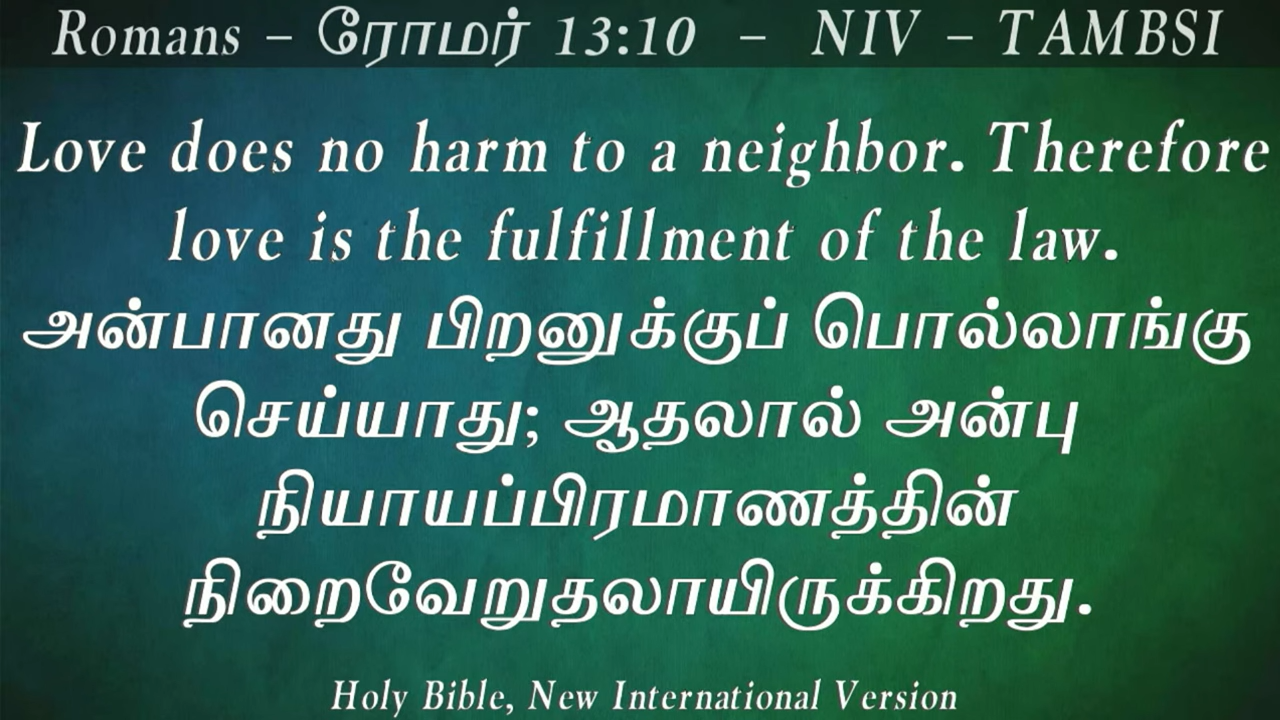 Romans – ரோமர் 13:10 – NIV – TAMBSI
Love does no harm to a neighbor. Therefore
love is the fulfillment of the law.
அன்பானது பிறனுக்குப் பொல்லாங்கு
செய்யாது; ஆதலால் அன்பு
நியாயப்பிரமாணத்தின்
நிறைவேறுதலாயிருக்கிறது.
Holy Bible, New International Version